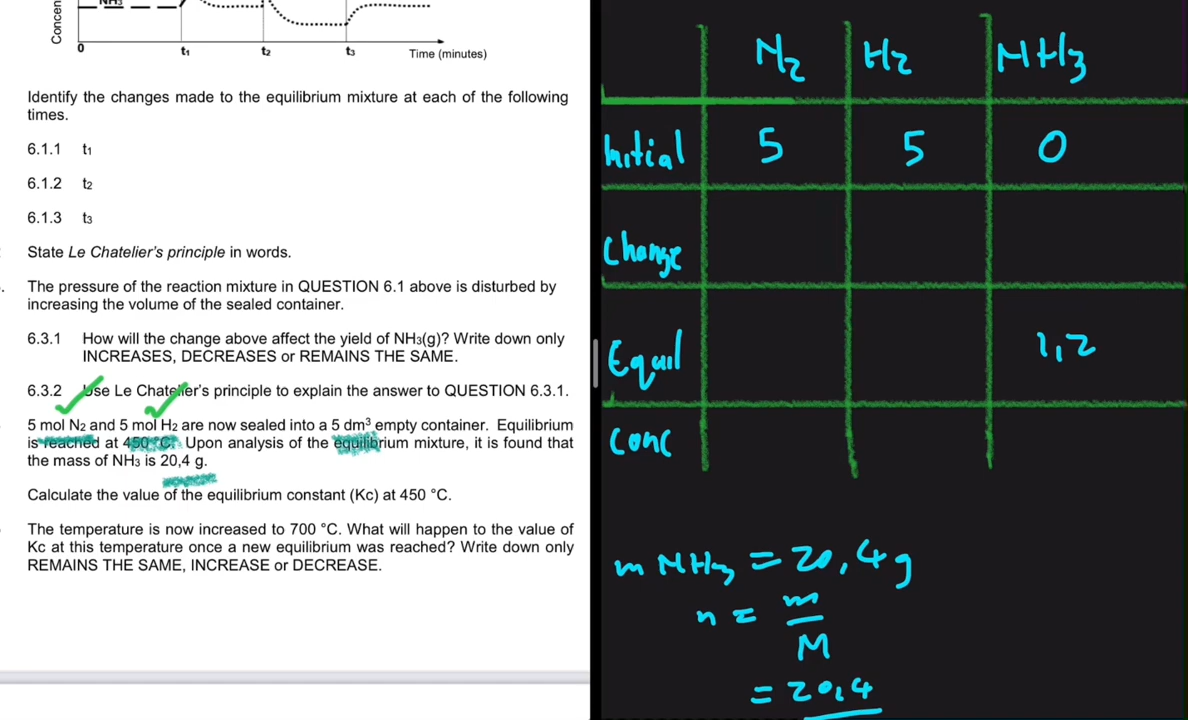 Concen
NH3
0 t1 t2 t3 Time (minutes)
Identify the changes made to the equilibrium mixture at each of the following
times.
6.1.1 t1
6.1.2 t2
6.1.3 t3
State Le Chatelier's principle in words.
The pressure of the reaction mixture in QUESTION 6.1 above is disturbed by
increasing the volume of the sealed container.
6.3.1 How will the change above affect the yield of NH3(g)? Write down only
INCREASES, DECREASES or REMAINS THE SAME.
6.3.2 Use Le Chatelier's principle to explain the answer to QUESTION 6.3.1.
5 mol N2 and 5 mol H2 are now sealed into a 5 dm³ empty container. Equilibrium
is reached at 450 °C. Upon analysis of the equilibrium mixture, it is found that
the mass of NH3 is 20,4 g.
Calculate the value of the equilibrium constant (Kc) at 450 °C.
The temperature is now increased to 700 °C. What will happen to the value of
Kc at this temperature once a new equilibrium was reached? Write down only
REMAINS THE SAME, INCREASE or DECREASE.
N2 H2 NH3
Initial 5 5 0
Change
Equil 1,2
Conc
m NH3 = 20,4 g
n = m
M
= 20,4